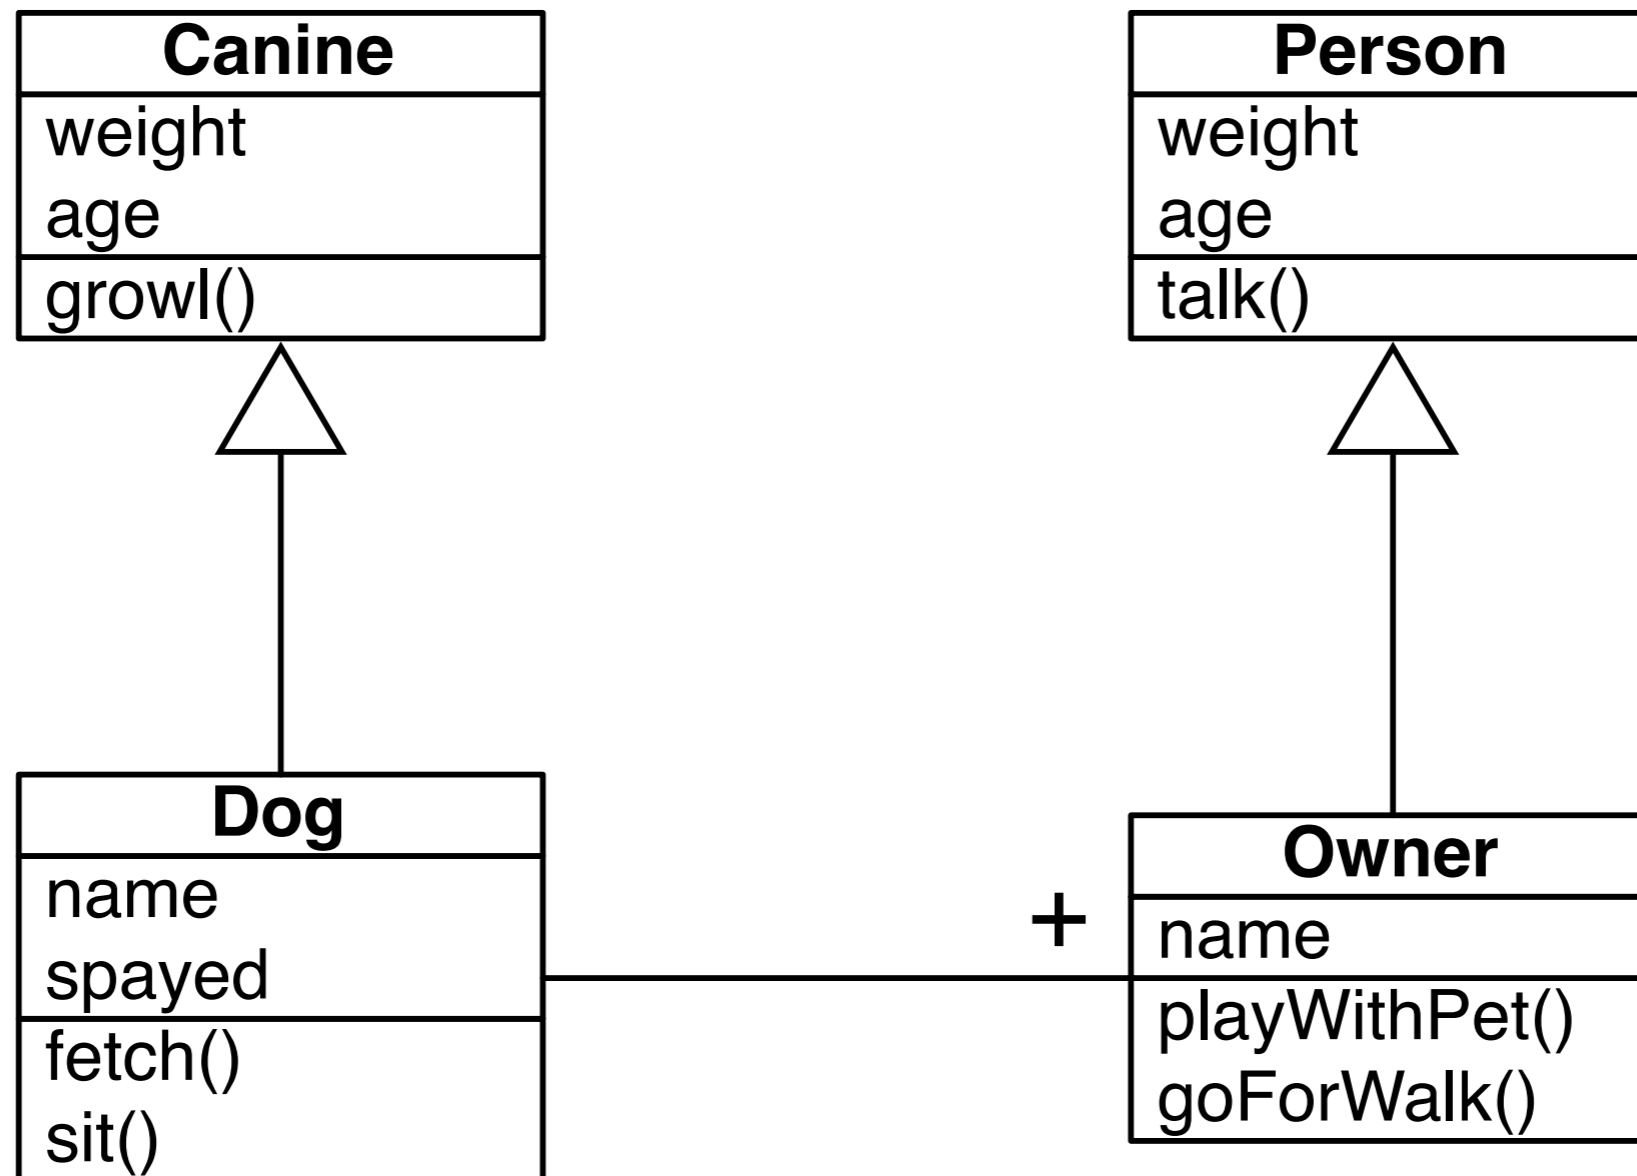 Canine
weight
age
growl()
Person
weight
age
talk()
Dog
name
spayed
fetch()
sit()
+
Owner
name
playWithPet()
goForWalk()